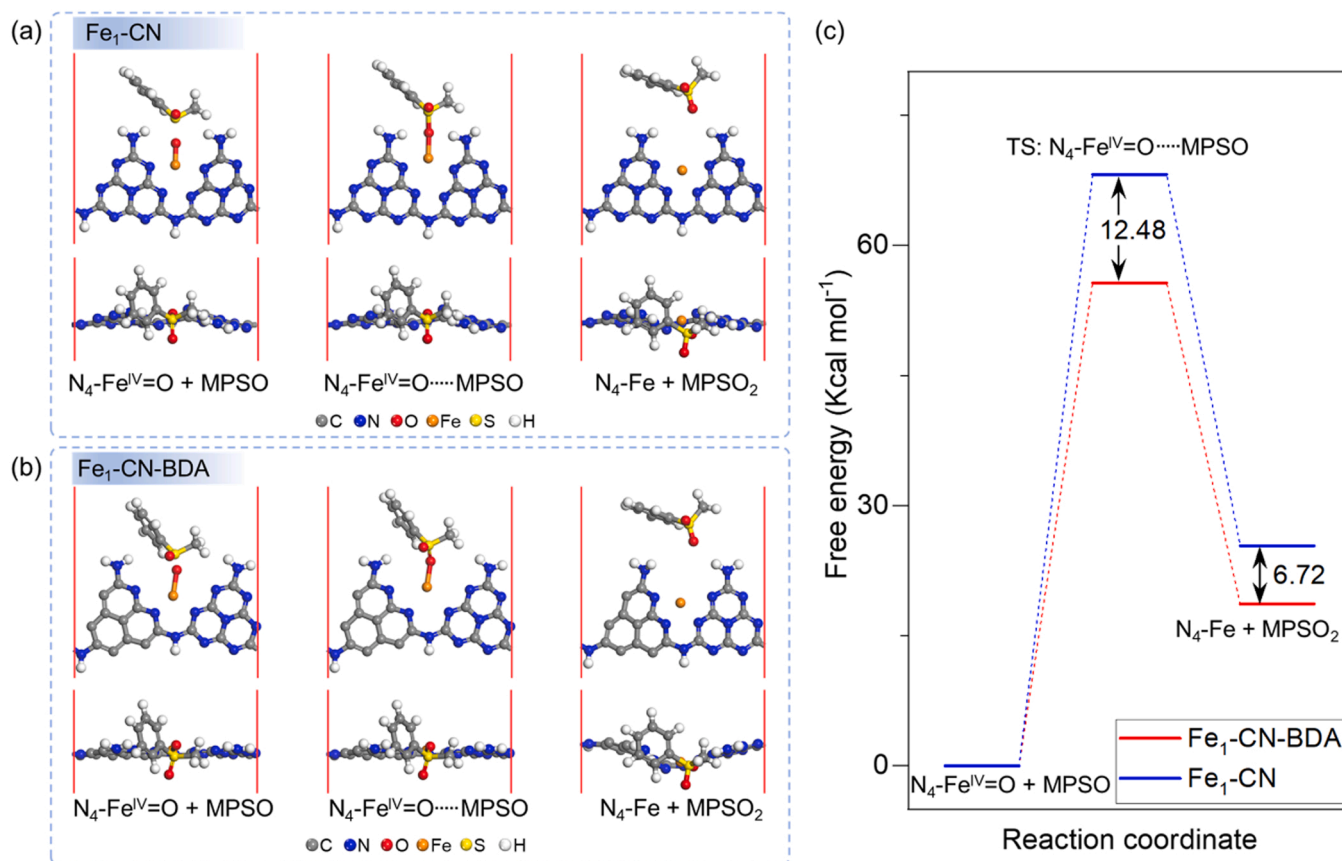 (a)
Fe₁-CN
N₄-Feᴵⱽ=O + MPSO
N₄-Feᴵⱽ=O·····MPSO
N₄-Fe + MPSO₂
C N O Fe S H
(b)
Fe₁-CN-BDA
N₄-Feᴵⱽ=O + MPSO
N₄-Feᴵⱽ=O·····MPSO
N₄-Fe + MPSO₂
C N O Fe S H
(c)
Free energy (Kcal mol⁻¹)
60
30
0
TS: N₄-Feᴵⱽ=O·····MPSO
12.48
6.72
N₄-Fe + MPSO₂
N₄-Feᴵⱽ=O + MPSO
Fe₁-CN-BDA
Fe₁-CN
Reaction coordinate